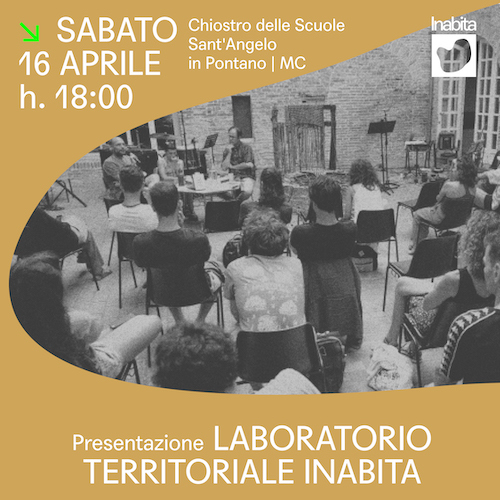 SABATO
16 APRILE
h. 18:00
Chiostro delle Scuole
Sant'Angelo
in Pontano | MC
Inabita
Presentazione LABORATORIO
TERRITORIALE INABITA